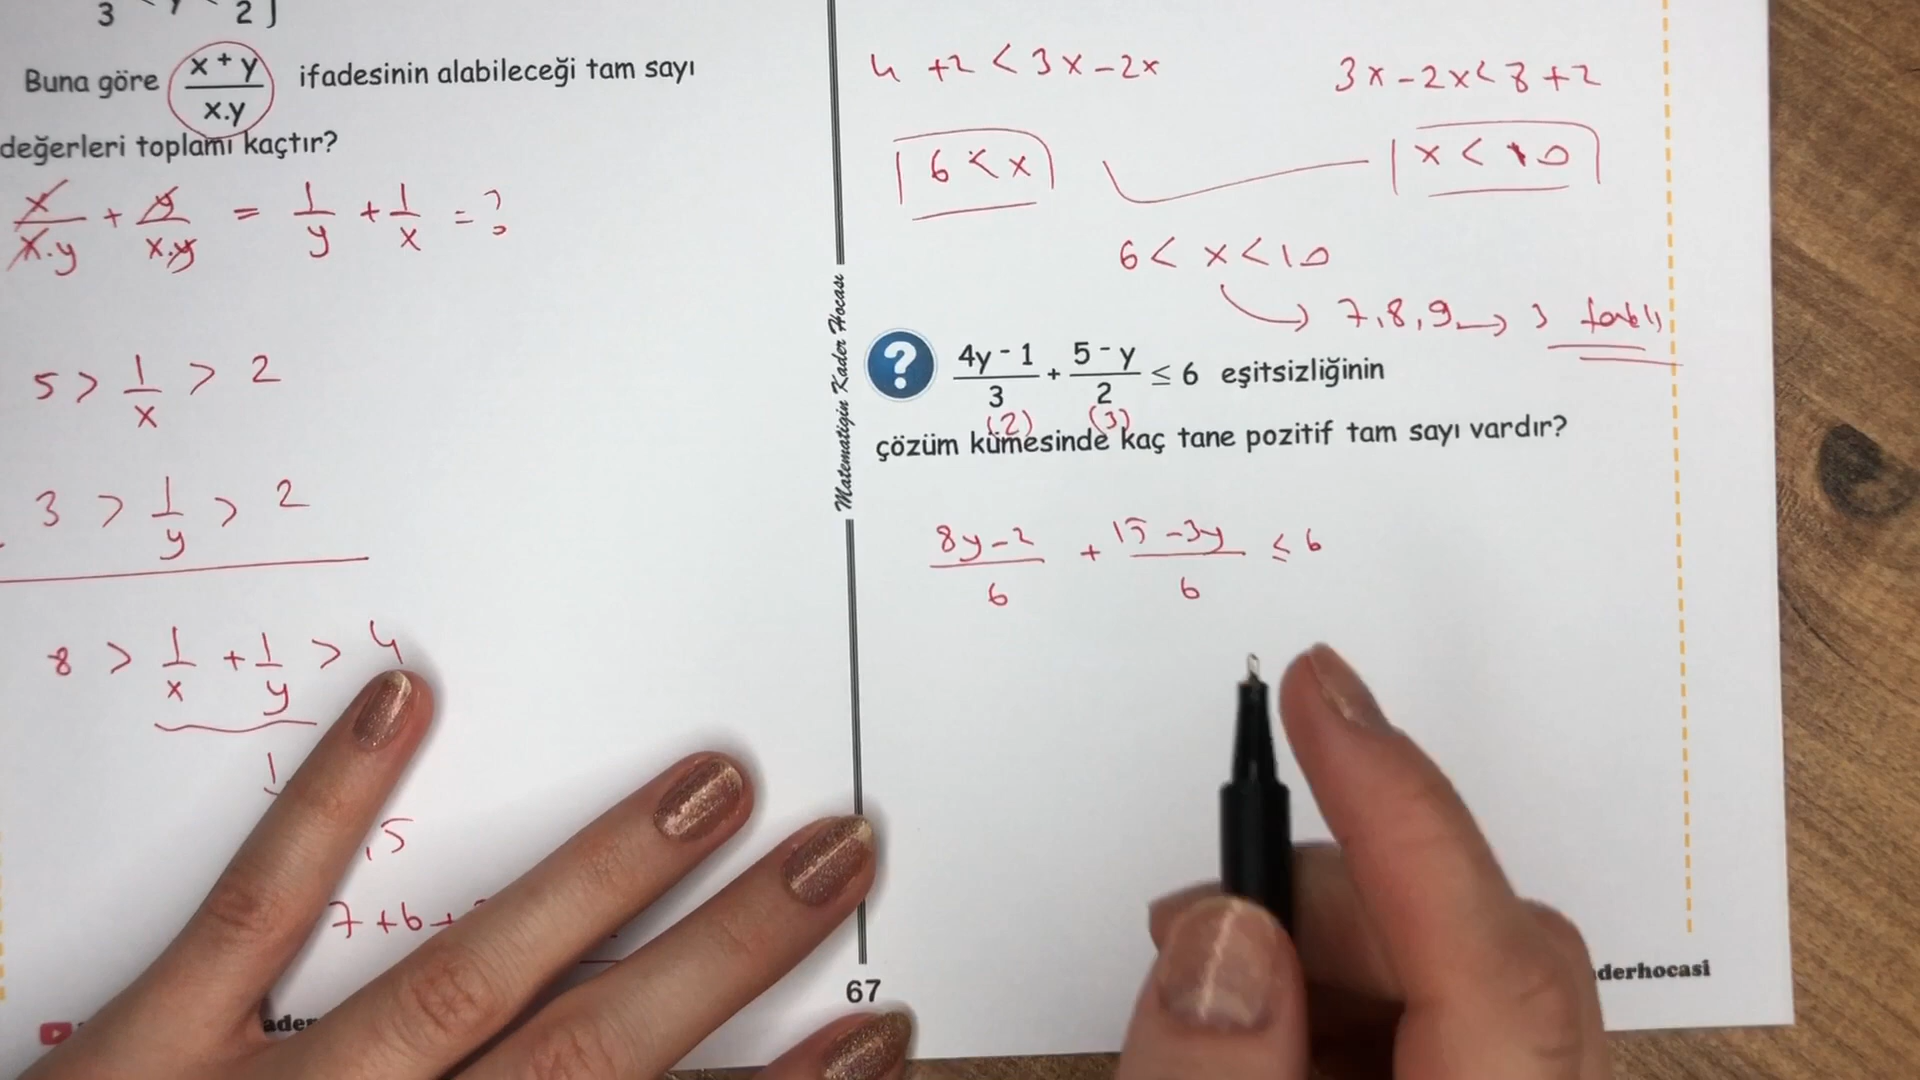 3 y 2 }
Buna göre x + y / x.y ifadesinin alabileceği tam sayı
değerleri toplamı kaçtır?
x / x.y + y / x.y = 1 / y + 1 / x = ?
5 > 1 / x > 2
3 > 1 / y > 2
8 > 1 / x + 1 / y > 4
,5
7 + 6 +
Matematiğin Kader Hocası
67
4 + 2 < 3x - 2x
3x - 2x < 8 + 2
6 < x
x < 10
6 < x < 10
7, 8, 9 → 3
? 4y - 1 / 3 + 5 - y / 2 ≤ 6 eşitsizliğinin
(2) (3)
çözüm kümesinde kaç tane pozitif tam sayı vardır?
8y - 2 / 6 + 15 - 3y / 6 ≤ 6
derhocasi